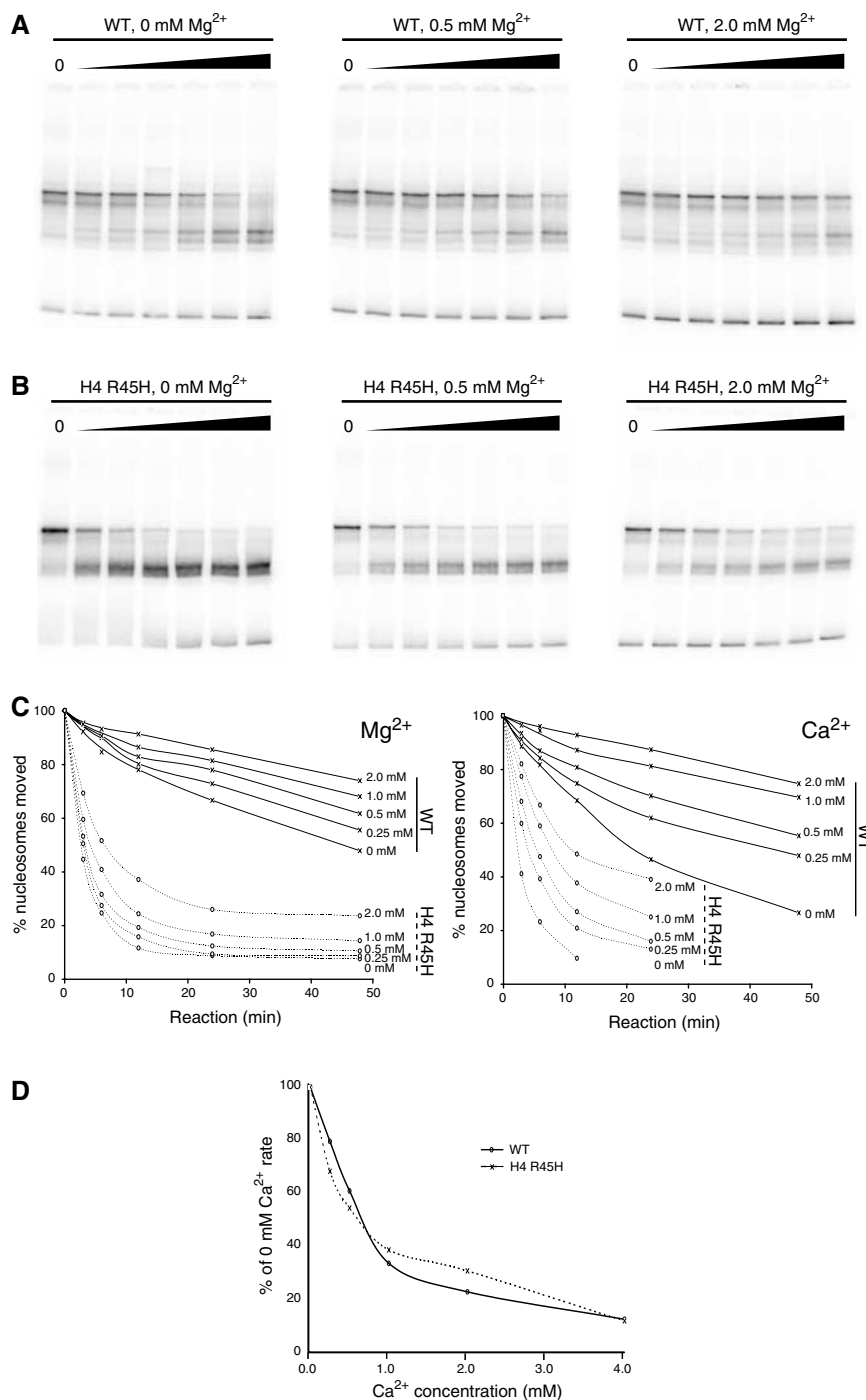 A
WT, 0 mM Mg²⁺
WT, 0.5 mM Mg²⁺
WT, 2.0 mM Mg²⁺
0
0
0
B
H4 R45H, 0 mM Mg²⁺
H4 R45H, 0.5 mM Mg²⁺
H4 R45H, 2.0 mM Mg²⁺
0
0
0
C
% nucleosomes moved
100
80
60
40
20
0
0
10
20
30
40
50
Reaction (min)
Mg²⁺
2.0 mM
1.0 mM
0.5 mM
0.25 mM
0 mM
WT
2.0 mM
1.0 mM
0.5 mM
0.25 mM
0 mM
H4 R45H
% nucleosomes moved
100
80
60
40
20
0
0
10
20
30
40
50
Reaction (min)
Ca²⁺
2.0 mM
1.0 mM
0.5 mM
0.25 mM
0 mM
WT
2.0 mM
1.0 mM
0.5 mM
0.25 mM
0 mM
H4 R45H
D
% of 0 mM Ca²⁺ rate
100
80
60
40
20
0
0.0
1.0
2.0
3.0
4.0
Ca²⁺ concentration (mM)
WT
H4 R45H